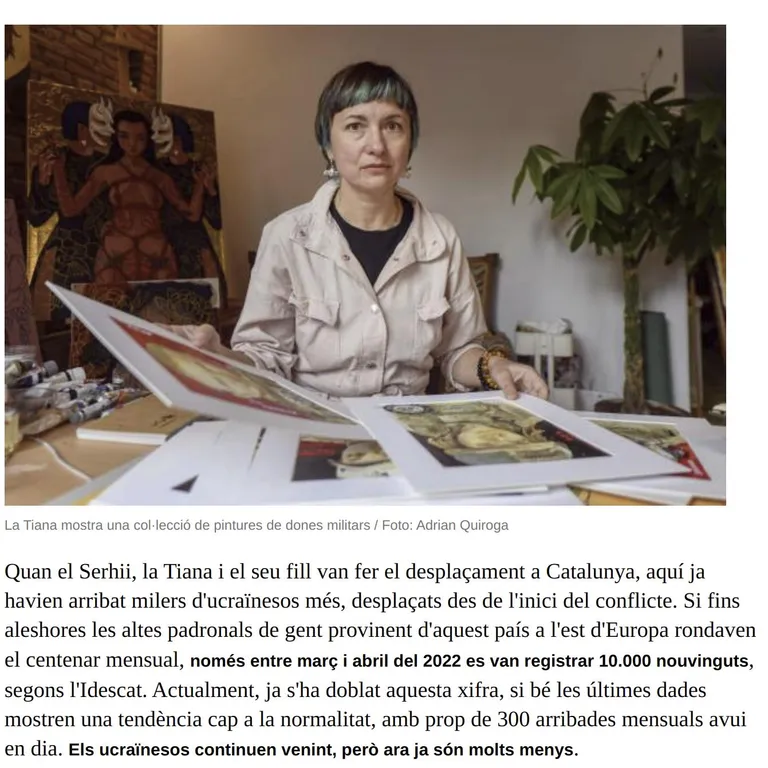 La Tiana mostra una col·lecció de pintures de dones militars / Foto: Adrian Quiroga
Quan el Serhii, la Tiana i el seu fill van fer el desplaçament a Catalunya, aquí ja
havien arribat milers d'ucraïnesos més, desplaçats des de l'inici del conflicte. Si fins
aleshores les altes padronals de gent provinent d'aquest país a l'est d'Europa rondaven
el centenar mensual, només entre març i abril del 2022 es van registrar 10.000 nouvinguts,
segons l'Idescat. Actualment, ja s'ha doblat aquesta xifra, si bé les últimes dades
mostren una tendència cap a la normalitat, amb prop de 300 arribades mensuals avui
en dia. Els ucraïnesos continuen venint, però ara ja són molts menys.